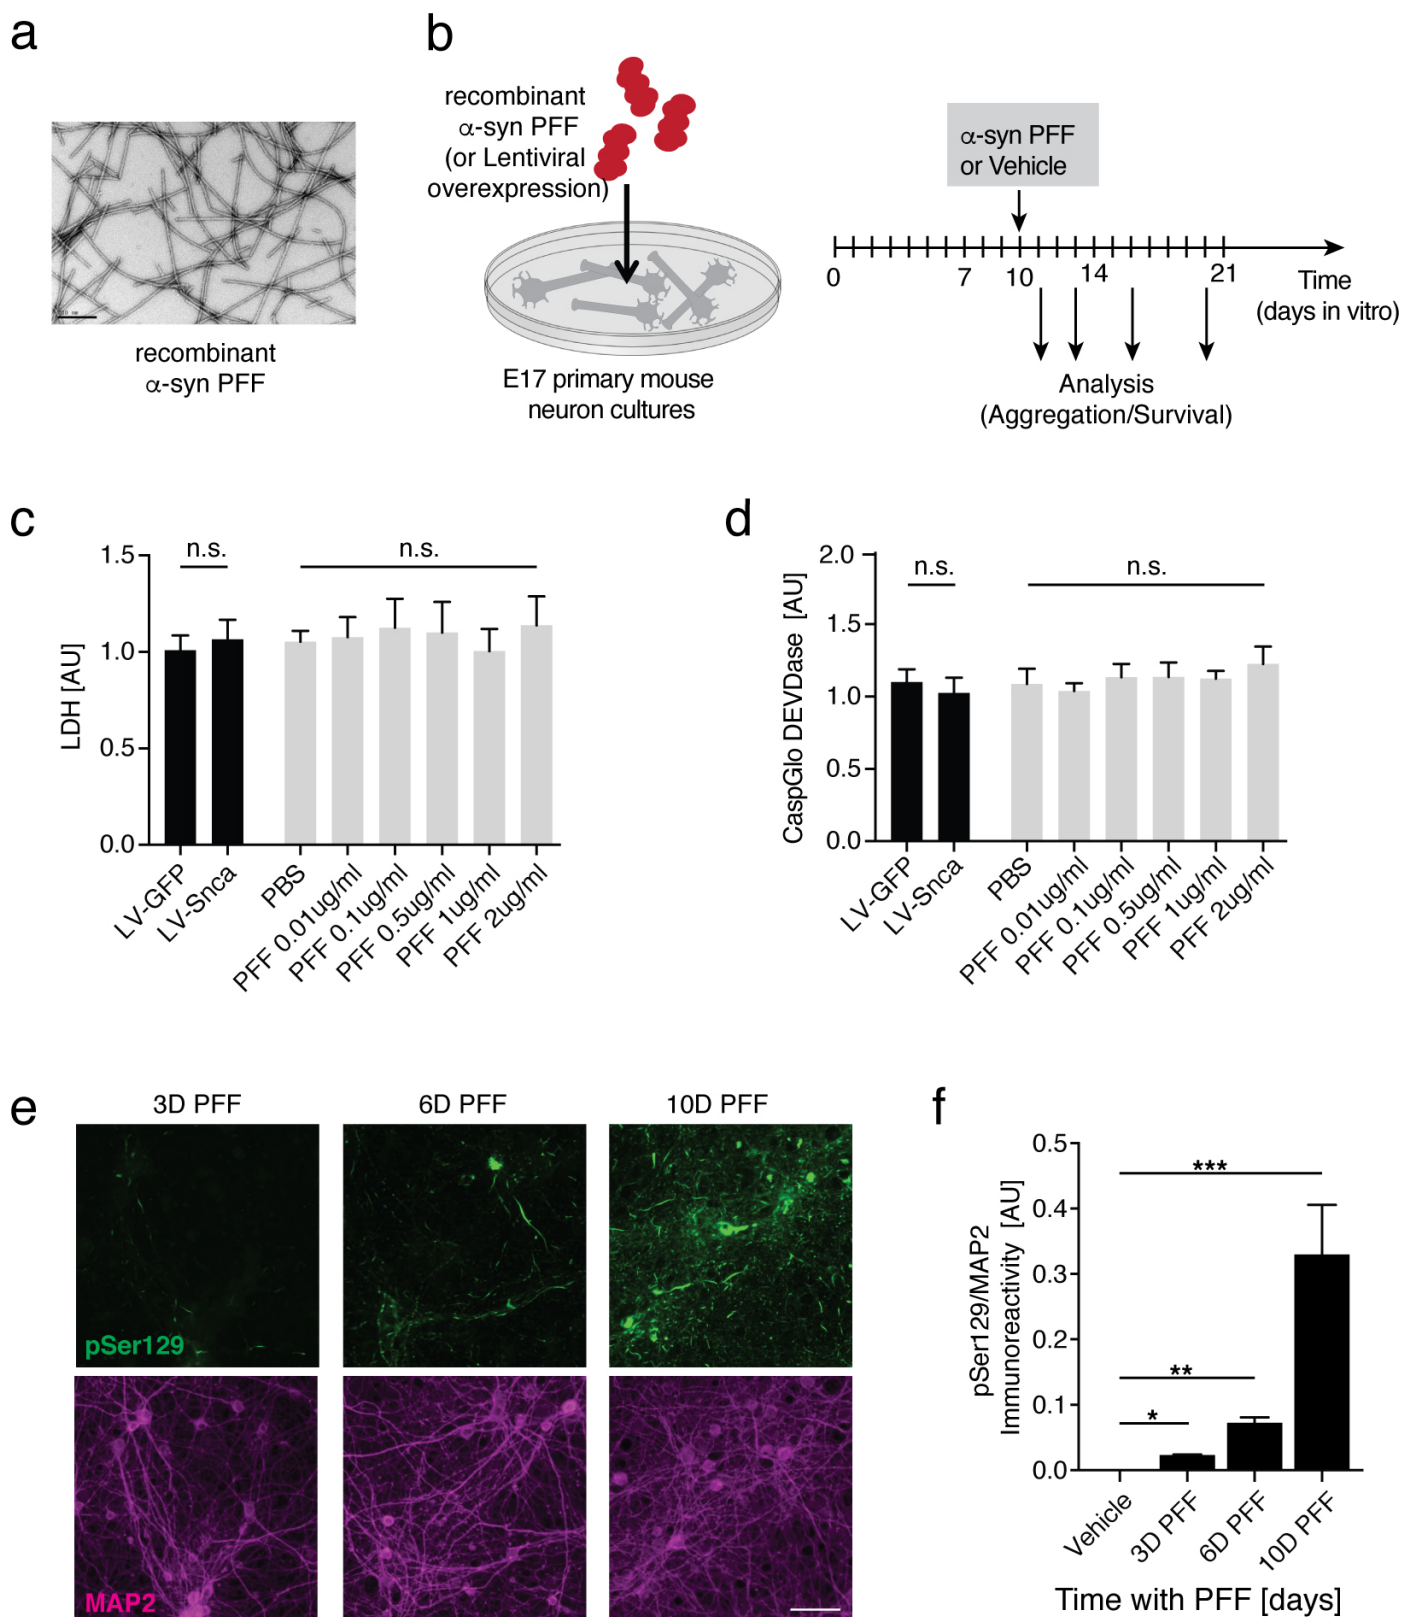 a
recombinant
α-syn PFF
b
recombinant
α-syn PFF
(or Lentiviral
overexpression)
E17 primary mouse
neuron cultures
α-syn PFF
or Vehicle
0 7 10 14 21
Time
(days in vitro)
Analysis
(Aggregation/Survival)
c
LDH [AU]
1.5
1.0
0.5
0.0
n.s.
n.s.
LV-GFP
LV-Snca
PBS
PFF 0.01ug/ml
PFF 0.1ug/ml
PFF 0.5ug/ml
PFF 1ug/ml
PFF 2ug/ml
d
CaspGlo DEVDase [AU]
2.0
1.5
1.0
0.5
0.0
n.s.
n.s.
LV-GFP
LV-Snca
PBS
PFF 0.01ug/ml
PFF 0.1ug/ml
PFF 0.5ug/ml
PFF 1ug/ml
PFF 2ug/ml
e
3D PFF
6D PFF
10D PFF
pSer129
MAP2
f
pSer129/MAP2
Immunoreactivity [AU]
0.5
0.4
0.3
0.2
0.1
0.0
***
**
*
Vehicle
3D PFF
6D PFF
10D PFF
Time with PFF [days]